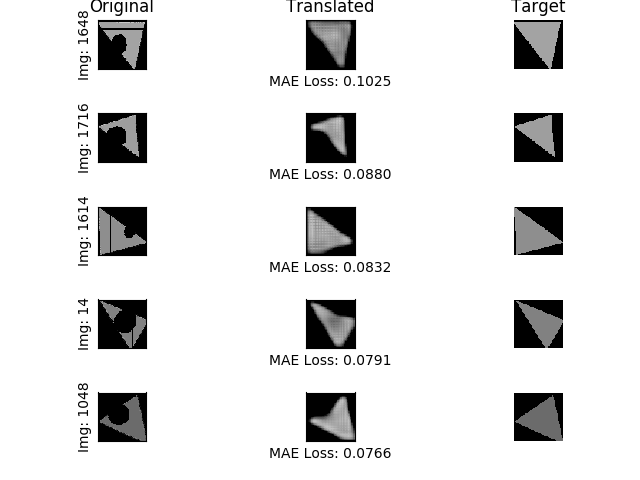 Original Translated Target
Img: 1648
MAE Loss: 0.1025
Img: 1716
MAE Loss: 0.0880
Img: 1614
MAE Loss: 0.0832
Img: 14
MAE Loss: 0.0791
Img: 1048
MAE Loss: 0.0766